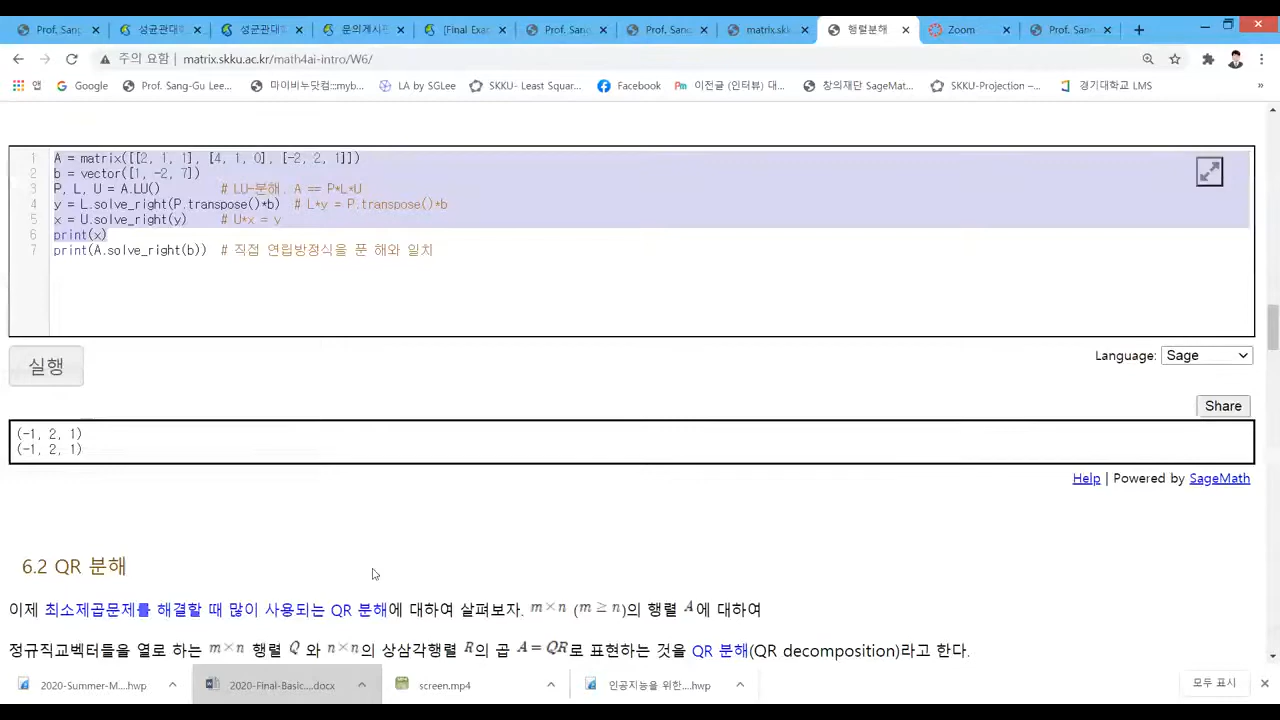 Prof. Sang
성균관대학
성균관대학
문의게시판
[Final Exa
Prof. Sang
Prof. Sang
matrix.skk
행렬분해
Zoom
Prof. Sang
주의 요함 | matrix.skku.ac.kr/math4ai-intro/W6/
앱
Google
Prof. Sang-Gu Lee...
마이비누닷컴:::myb...
LA by SGLee
SKKU- Least Squar...
Facebook
이전글 (인터뷰) 대...
창의재단 SageMat...
SKKU-Projection –...
경기대학교 LMS
»
1 A = matrix([[2, 1, 1], [4, 1, 0], [-2, 2, 1]])
2 b = vector([1, -2, 7])
3 P, L, U = A.LU() # LU-분해. A == P*L*U
4 y = L.solve_right(P.transpose()*b) # L*y = P.transpose()*b
5 x = U.solve_right(y) # U*x = y
6 print(x)
7 print(A.solve_right(b)) # 직접 연립방정식을 푼 해와 일치
실행
Language: Sage
Share
(-1, 2, 1)
(-1, 2, 1)
Help | Powered by SageMath
6.2 QR 분해
이제 최소제곱문제를 해결할 때 많이 사용되는 QR 분해에 대하여 살펴보자. m×n (m ≥ n)의 행렬 A에 대하여
정규직교벡터들을 열로 하는 m×n 행렬 Q 와 n×n의 상삼각행렬 R의 곱 A = QR로 표현하는 것을 QR 분해(QR decomposition)라고 한다.
2020-Summer-M....hwp
2020-Final-Basic....docx
screen.mp4
인공지능을 위한....hwp
모두 표시